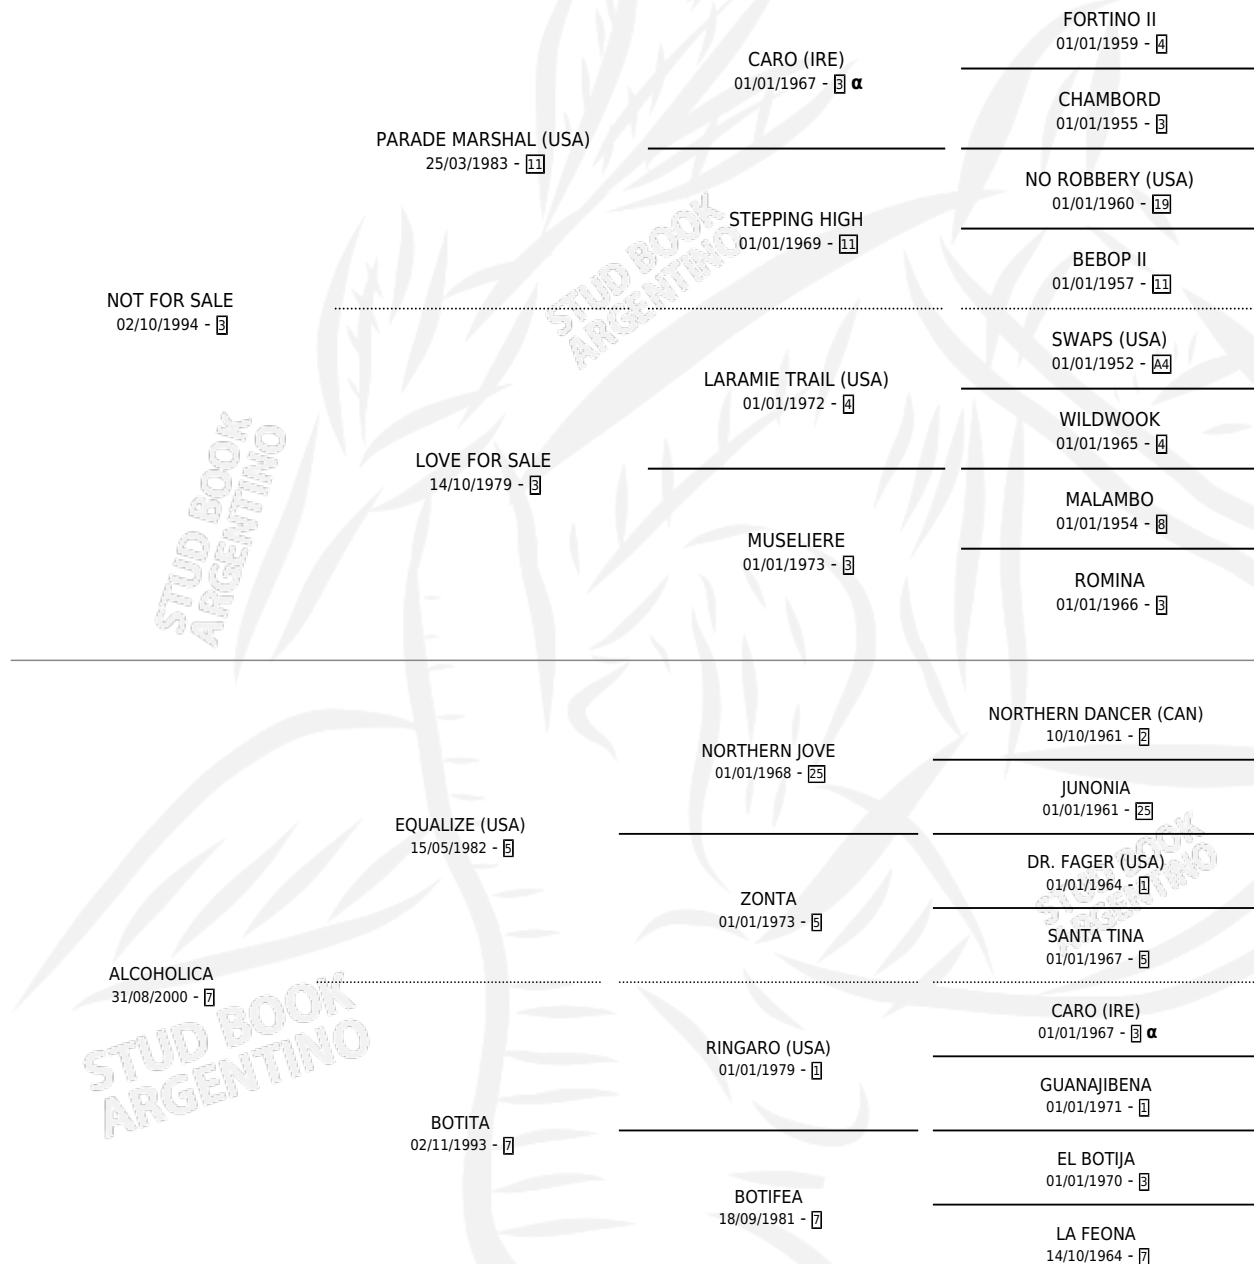 FORTINO II
01/01/1959 - 4
CARO (IRE)
01/01/1967 - 3 α
CHAMBORD
01/01/1955 - 3
PARADE MARSHAL (USA)
25/03/1983 - 11
NO ROBBERY (USA)
01/01/1960 - 19
STEPPING HIGH
01/01/1969 - 11
BEBOP II
01/01/1957 - 11
NOT FOR SALE
02/10/1994 - 3
SWAPS (USA)
01/01/1952 - A4
LARAMIE TRAIL (USA)
01/01/1972 - 4
WILDWOOK
01/01/1965 - 4
LOVE FOR SALE
14/10/1979 - 3
MALAMBO
01/01/1954 - 8
MUSELIERE
01/01/1973 - 3
ROMINA
01/01/1966 - 3
STUD BOOK
ARGENTINO
STUD BOOK
ARGENTINO
NORTHERN DANCER (CAN)
10/10/1961 - 2
NORTHERN JOVE
01/01/1968 - 25
JUNONIA
01/01/1961 - 25
EQUALIZE (USA)
15/05/1982 - 5
DR. FAGER (USA)
01/01/1964 - 1
ZONTA
01/01/1973 - 5
SANTA TINA
01/01/1967 - 5
ALCOHOLICA
31/08/2000 - 7
CARO (IRE)
01/01/1967 - 3 α
RINGARO (USA)
01/01/1979 - 1
GUANAJIBENA
01/01/1971 - 1
BOTITA
02/11/1993 - 7
EL BOTIJA
01/01/1970 - 3
BOTIFEA
18/09/1981 - 7
LA FEONA
14/10/1964 - 7
STUD BOOK
ARGENTINO
STUD BOOK
ARGENTINO